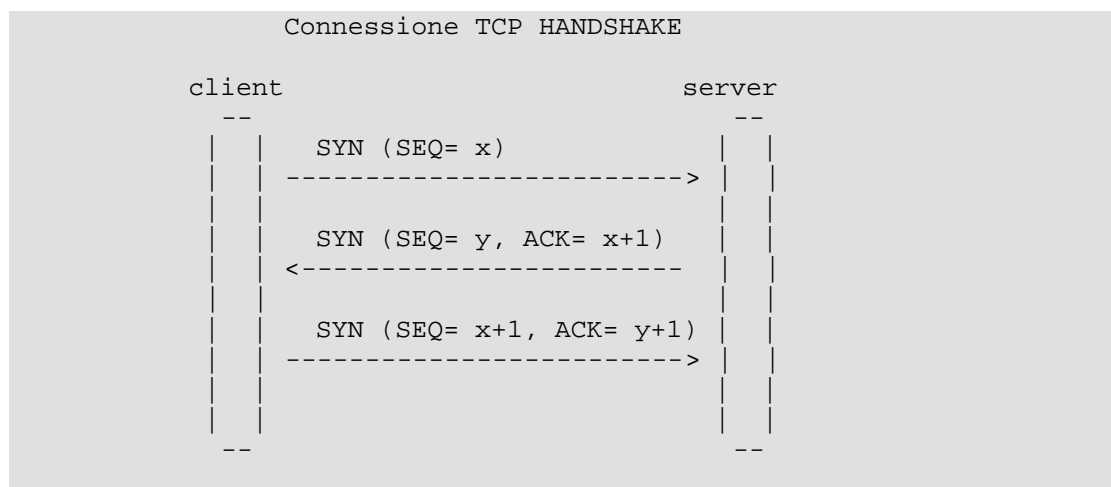 Connessione TCP HANDSHAKE
client server
SYN (SEQ= x)
SYN (SEQ= y, ACK= x+1)
SYN (SEQ= x+1, ACK= y+1)